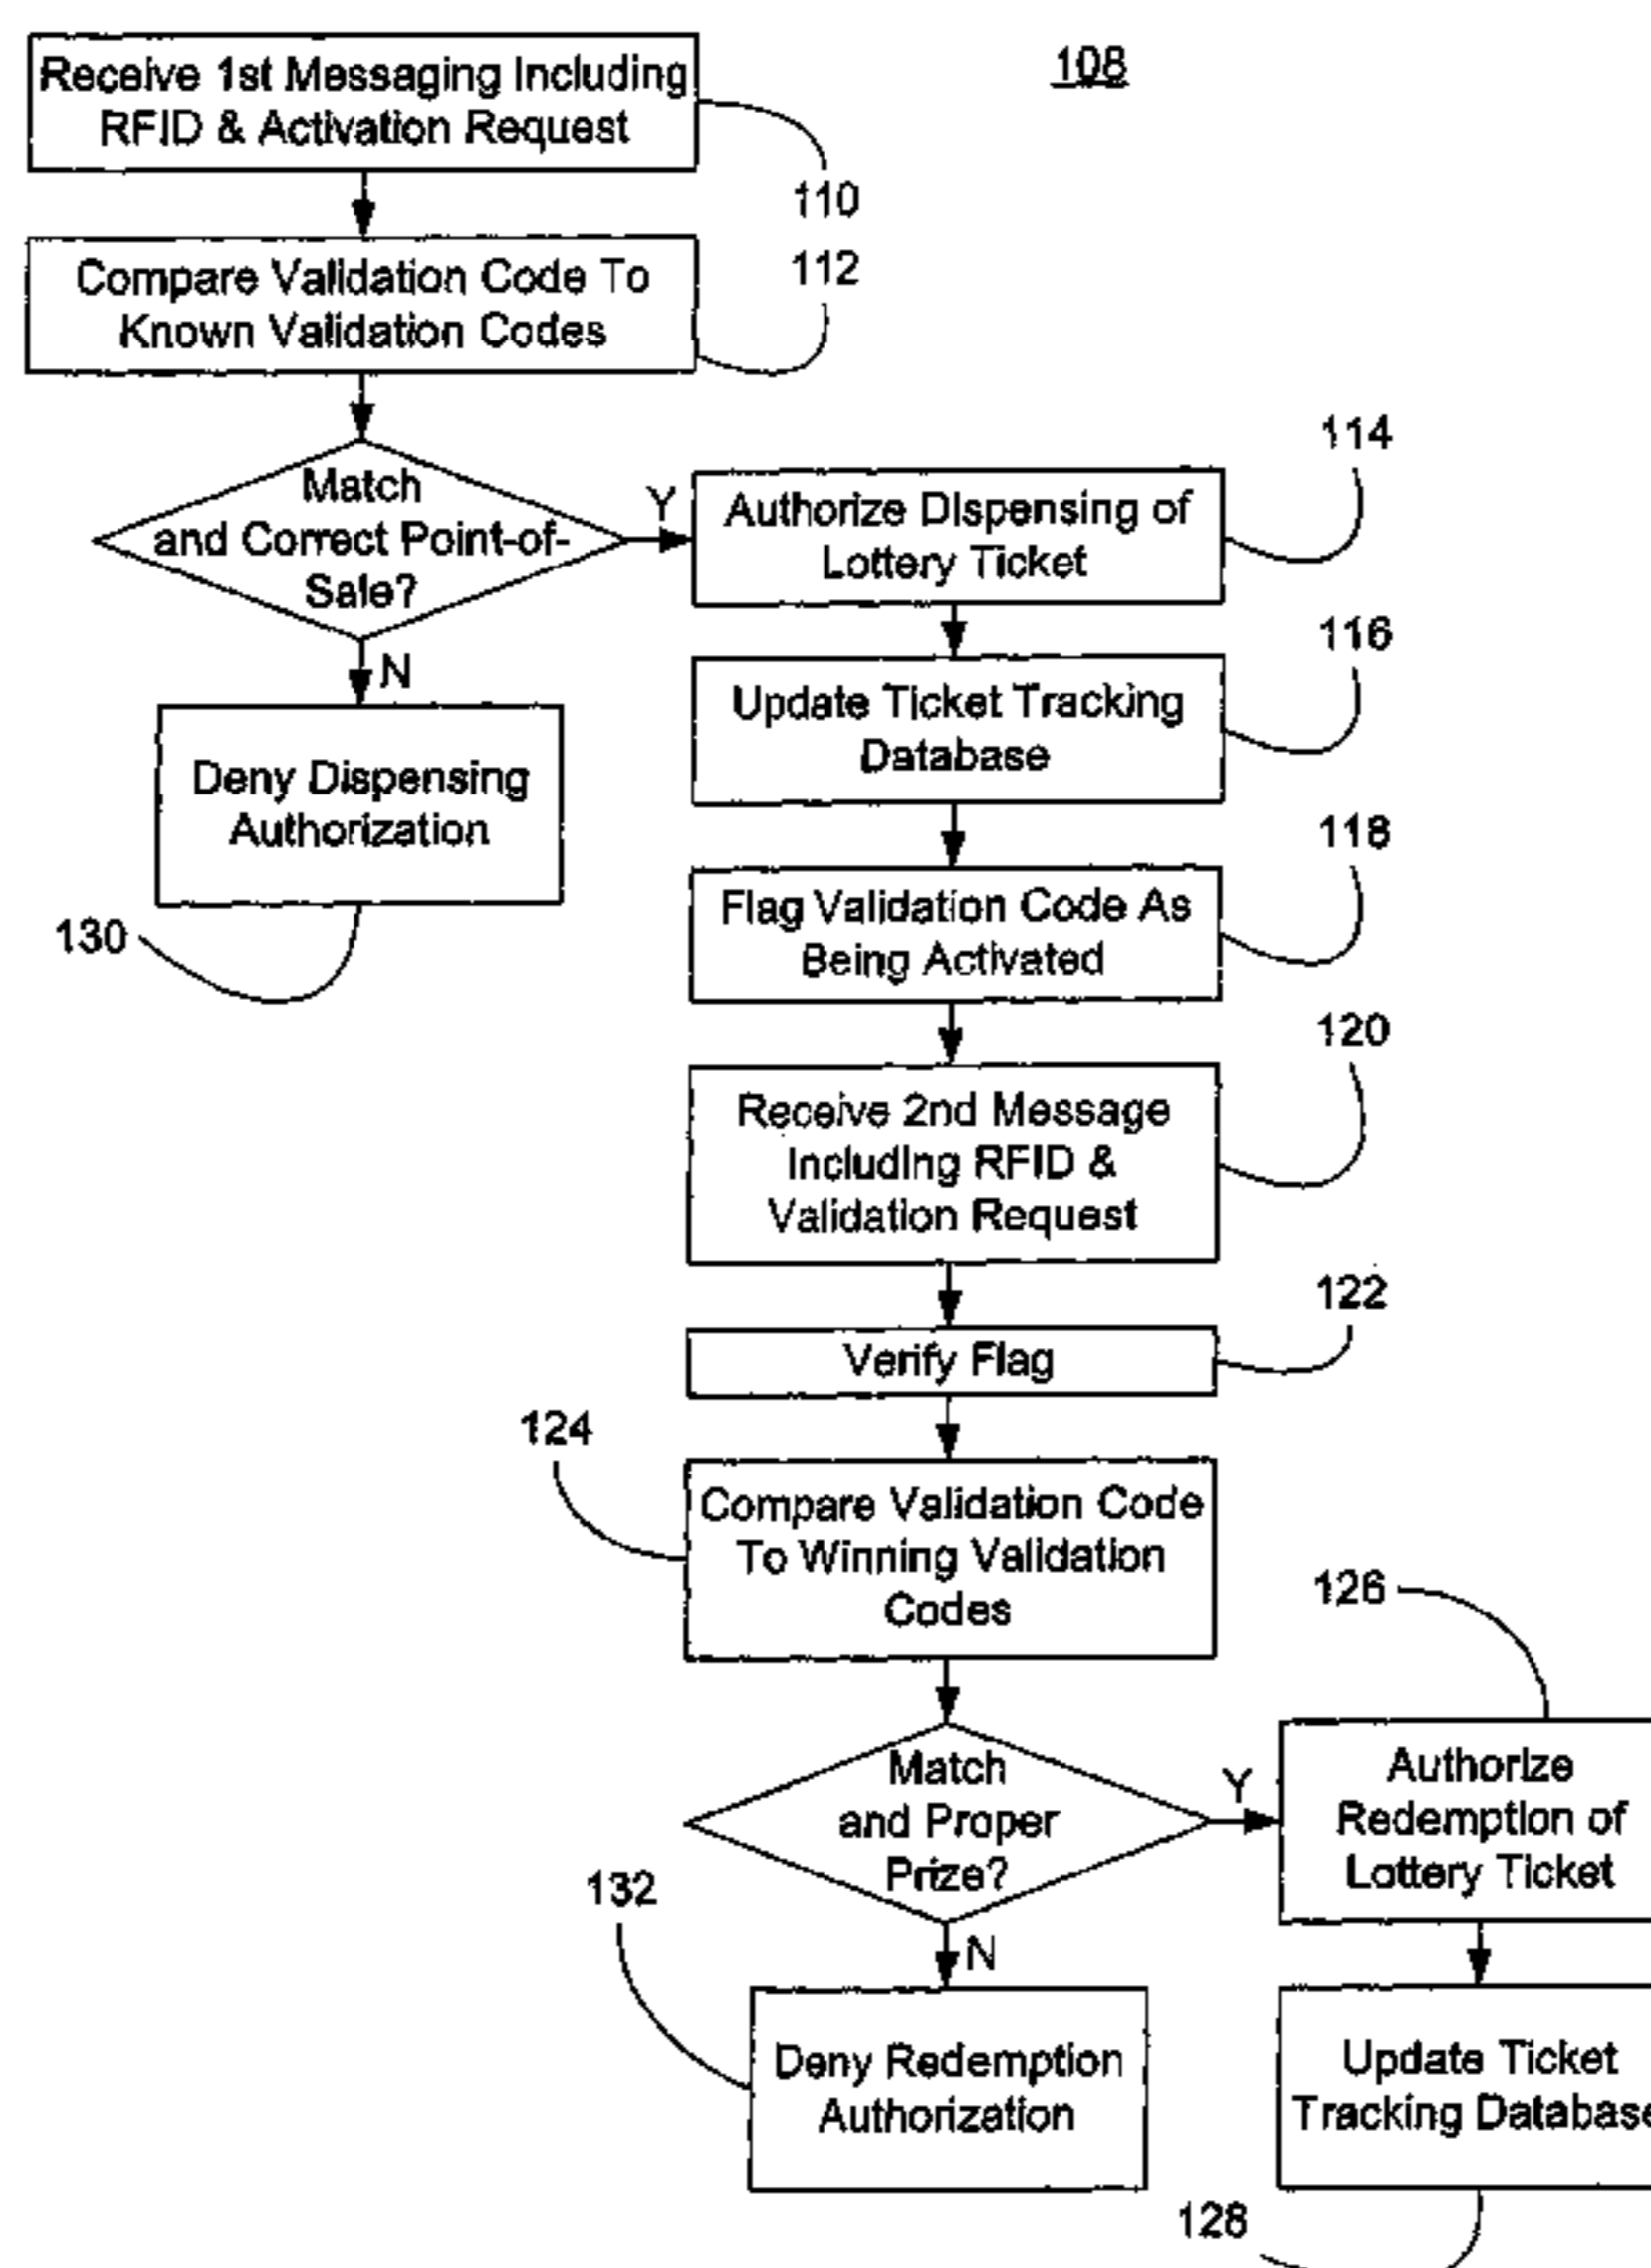 108
Receive 1st Messaging Including
RFID & Activation Request
110
Compare Validation Code To
Known Validation Codes
112
Match
and Correct Point-of-
Sale?
Y
N
Authorize Dispensing of
Lottery Ticket
114
Update Ticket Tracking
Database
116
Deny Dispensing
Authorization
130
Flag Validation Code As
Being Activated
118
Receive 2nd Message
Including RFID &
Validation Request
120
Verify Flag
122
124
Compare Validation Code
To Winning Validation
Codes
Match
and Proper
Prize?
Y
N
126
Authorize
Redemption of
Lottery Ticket
132
Deny Redemption
Authorization
Update Ticket
Tracking Database
128